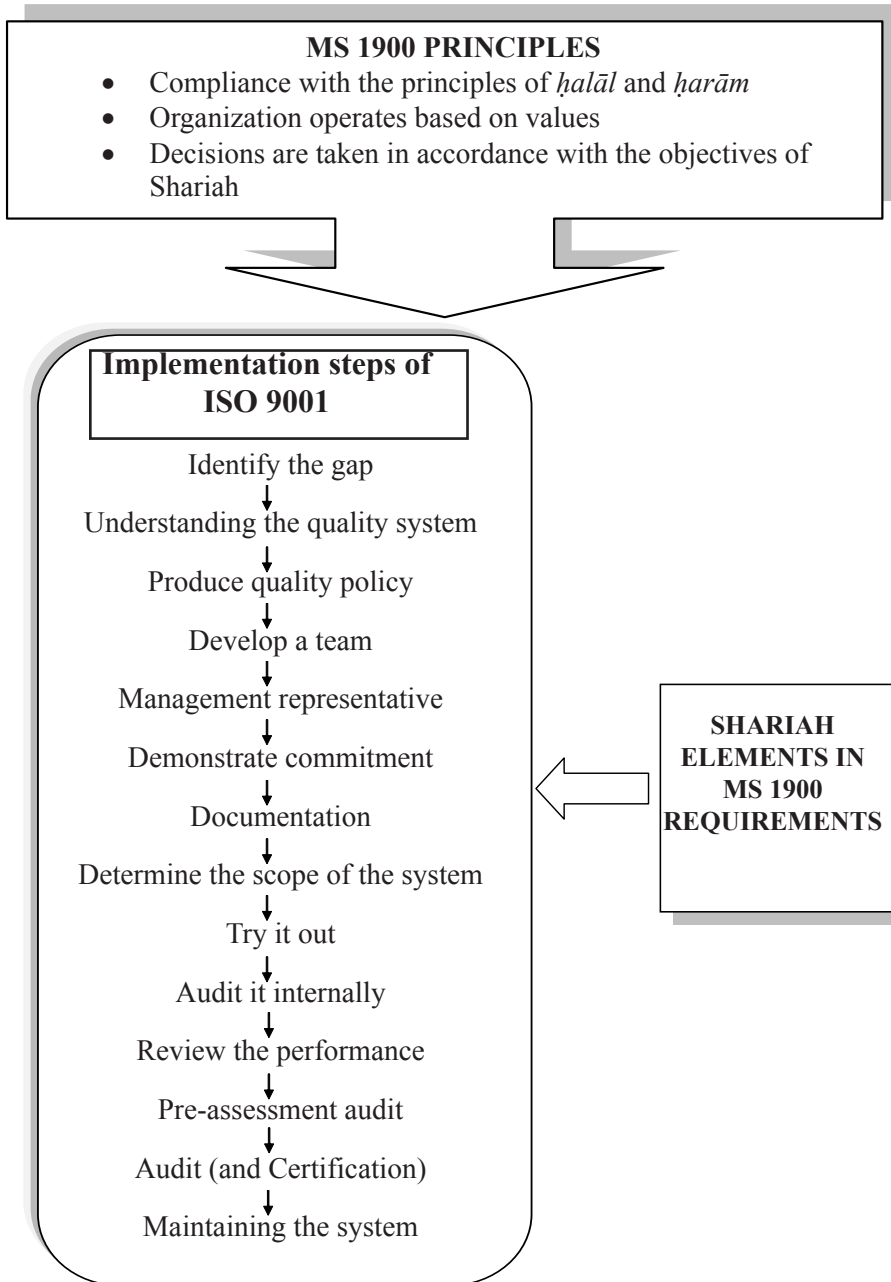 MS 1900 PRINCIPLES
• Compliance with the principles of ḥalāl and ḥarām
• Organization operates based on values
• Decisions are taken in accordance with the objectives of
Shariah
Implementation steps of
ISO 9001
Identify the gap
Understanding the quality system
Produce quality policy
Develop a team
Management representative
Demonstrate commitment
Documentation
Determine the scope of the system
Try it out
Audit it internally
Review the performance
Pre-assessment audit
Audit (and Certification)
Maintaining the system
SHARIAH
ELEMENTS IN
MS 1900
REQUIREMENTS